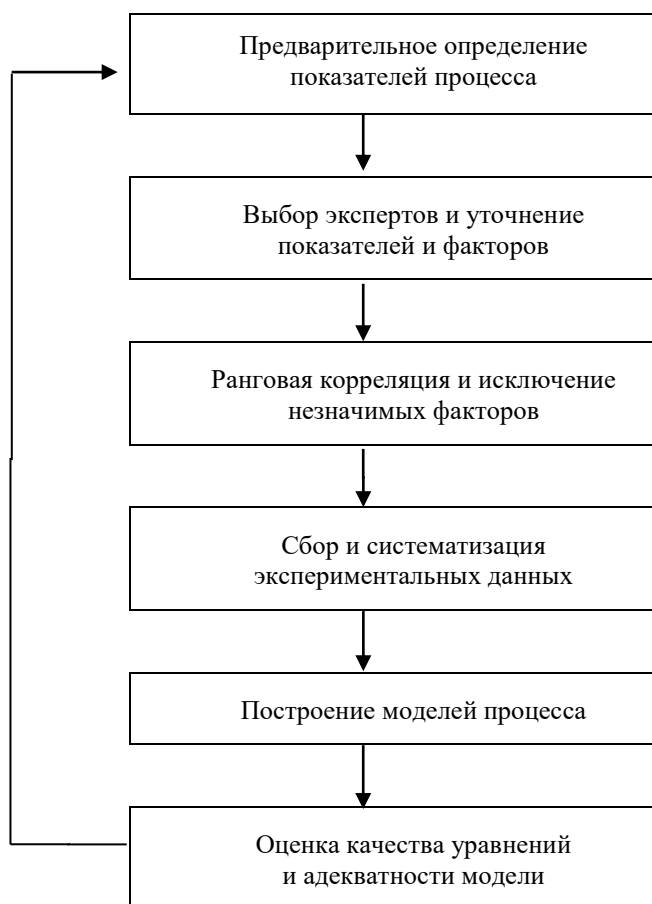 Предварительное определение
показателей процесса
Выбор экспертов и уточнение
показателей и факторов
Ранговая корреляция и исключение
незначимых факторов
Сбор и систематизация
экспериментальных данных
Построение моделей процесса
Оценка качества уравнений
и адекватности модели